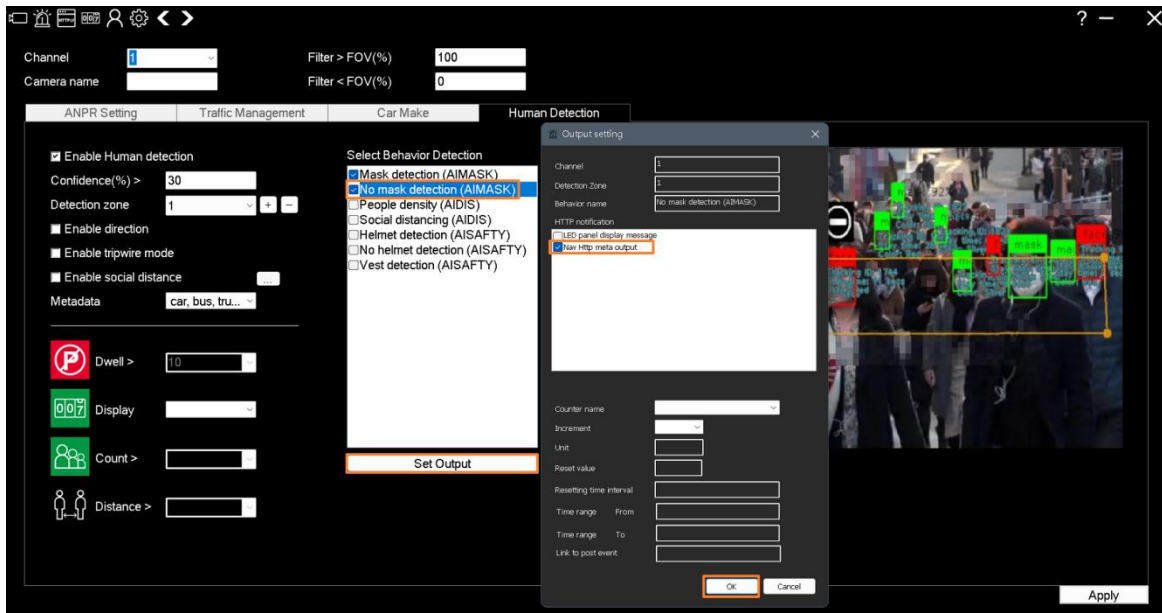 HTTP
007
?
Channel
1
Filter > FOV(%)
100
Camera name
Filter < FOV(%)
0
ANPR Setting
Traffic Management
Car Make
Human Detection
Enable Human detection
Confidence(%) >
30
Detection zone
1
+
-
Enable direction
Enable tripwire mode
Enable social distance
...
Metadata
car, bus, tru...
P
Dwell >
10
007
Display
Count >
Distance >
Select Behavior Detection
Mask detection (AIMASK)
No mask detection (AIMASK)
People density (AIDIS)
Social distancing (AIDIS)
Helmet detection (AISAFTY)
No helmet detection (AISAFTY)
Vest detection (AISAFTY)
Set Output
Output setting
Channel
1
Detection Zone
1
Behavior name
No mask detection (AIMASK)
HTTP notification
LED panel display message
Nav Http meta output
Counter name
Increment
Unit
Reset value
Resetting time interval
Time range From
Time range To
Link to post event
OK
Cancel
mask
Apply